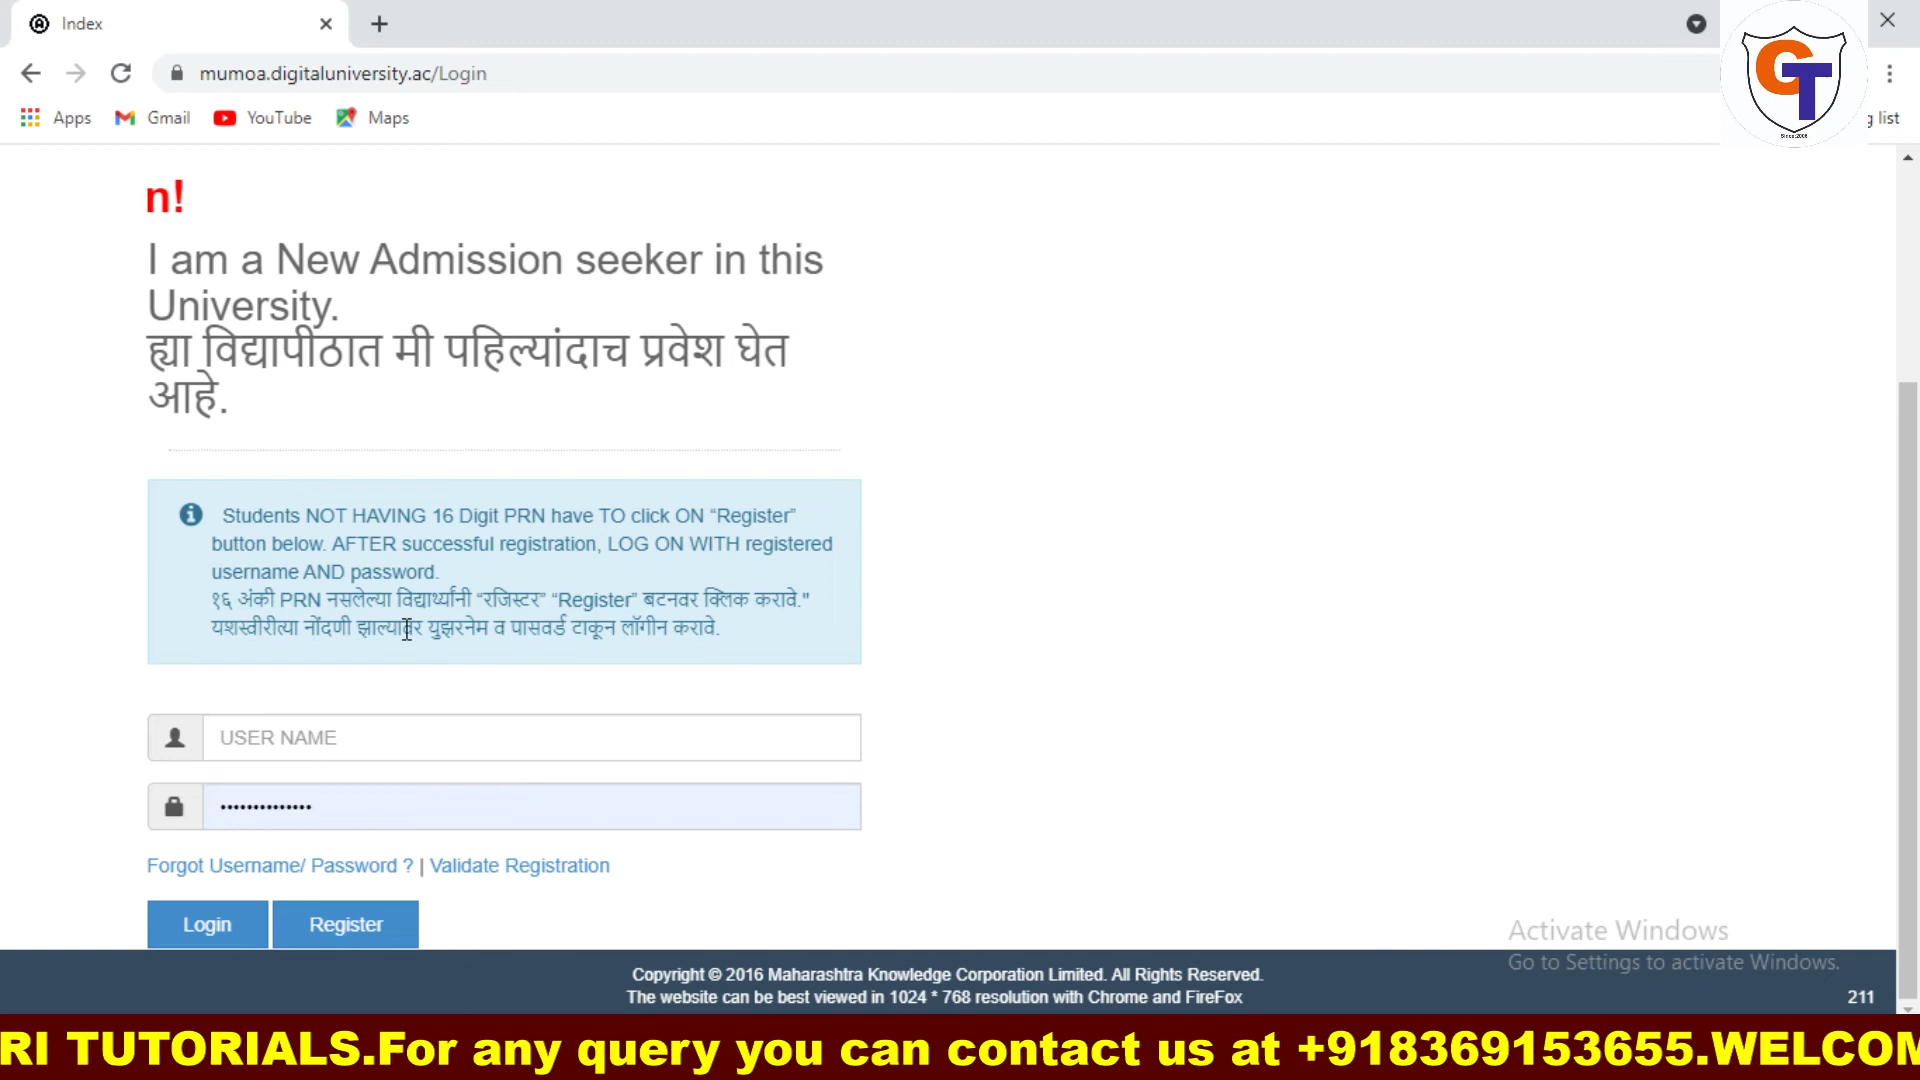 Index
mumoa.digitaluniversity.ac/Login
Apps Gmail YouTube Maps
g list
GT
Since:2006
n!
I am a New Admission seeker in this
University.
ह्या विद्यापीठात मी पहिल्यांदाच प्रवेश घेत
आहे.
Students NOT HAVING 16 Digit PRN have TO click ON “Register”
button below. AFTER successful registration, LOG ON WITH registered
username AND password.
१६ अंकी PRN नसलेल्या विद्यार्थ्यांनी “रजिस्टर” “Register” बटनवर क्लिक करावे."
यशस्वीरीत्या नोंदणी झाल्यावर युझरनेम व पासवर्ड टाकून लॉगीन करावे.
USER NAME
••••••••••••••
Forgot Username/ Password ? | Validate Registration
Login Register
Activate Windows
Go to Settings to activate Windows.
Copyright © 2016 Maharashtra Knowledge Corporation Limited. All Rights Reserved.
The website can be best viewed in 1024 * 768 resolution with Chrome and FireFox
211
RI TUTORIALS.For any query you can contact us at +918369153655.WELCOM